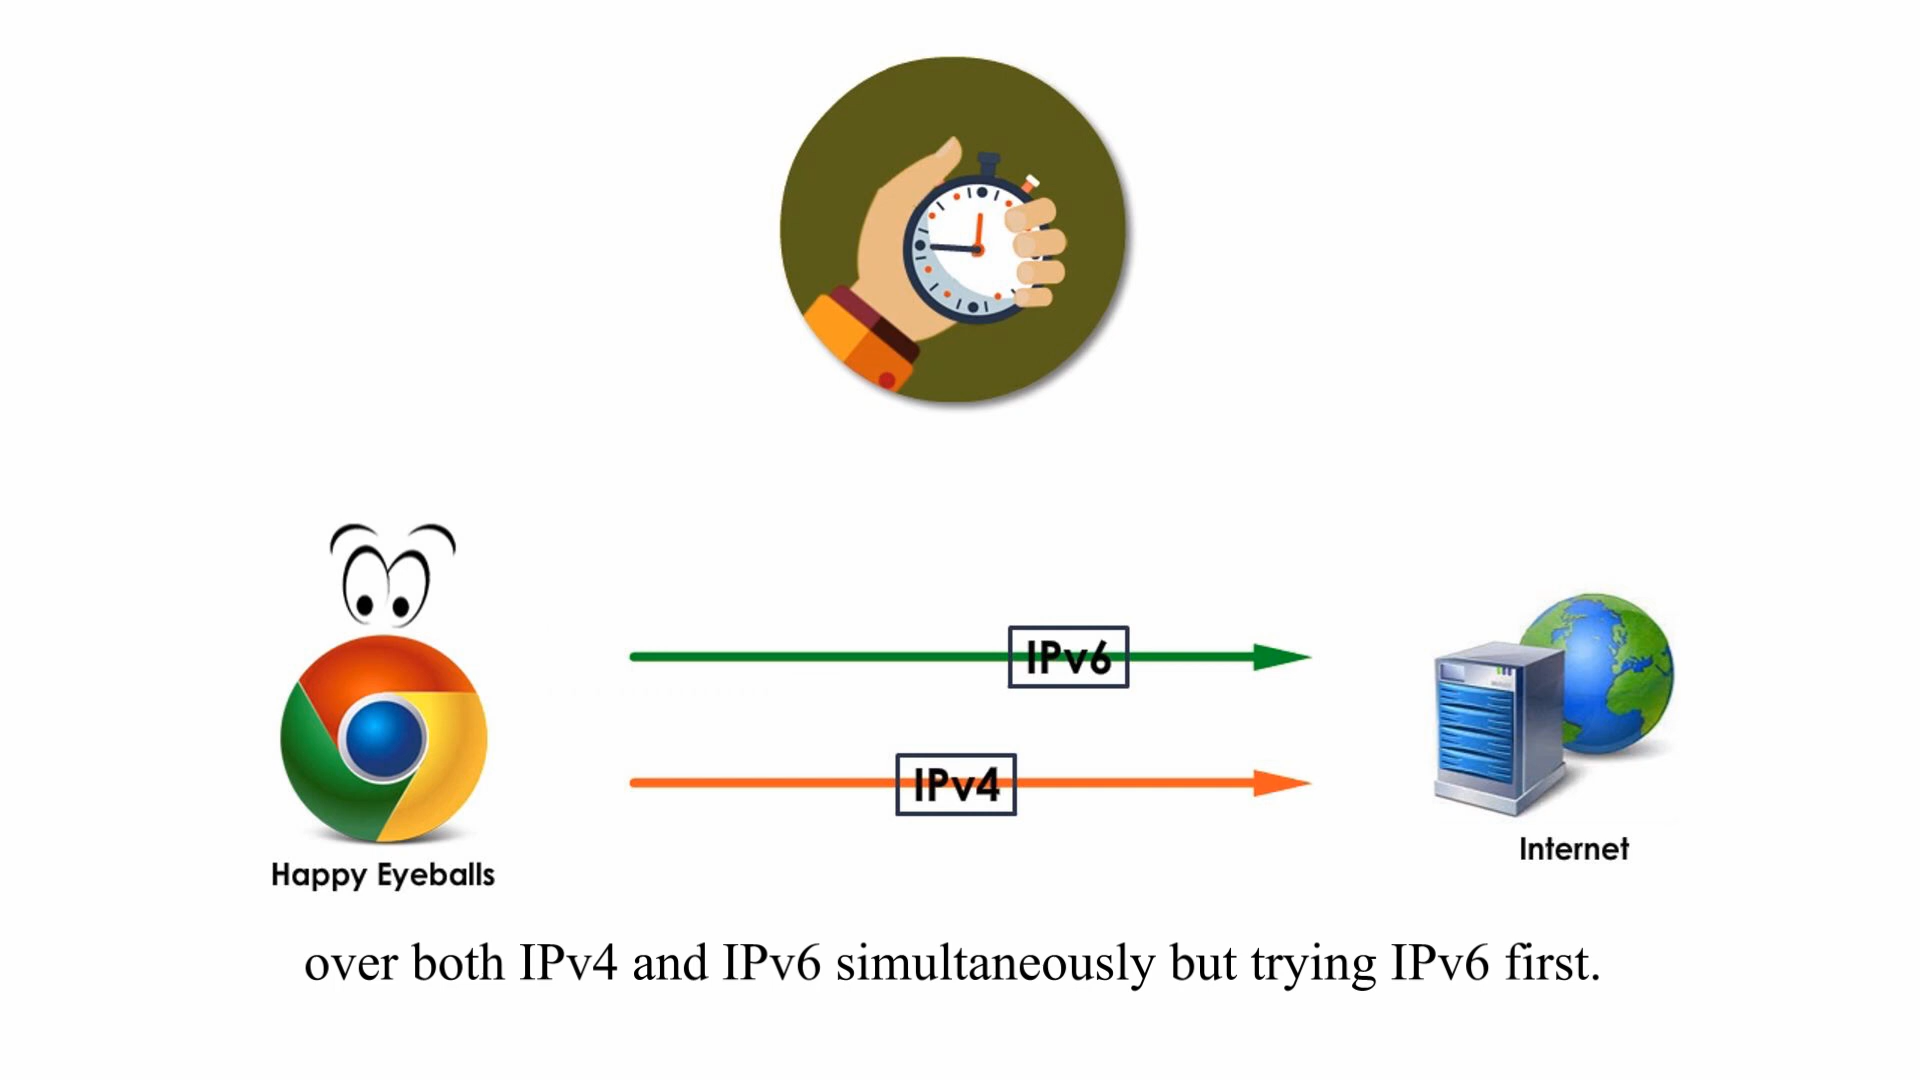 IPv6
IPv4
Internet
Happy Eyeballs
over both IPv4 and IPv6 simultaneously but trying IPv6 first.